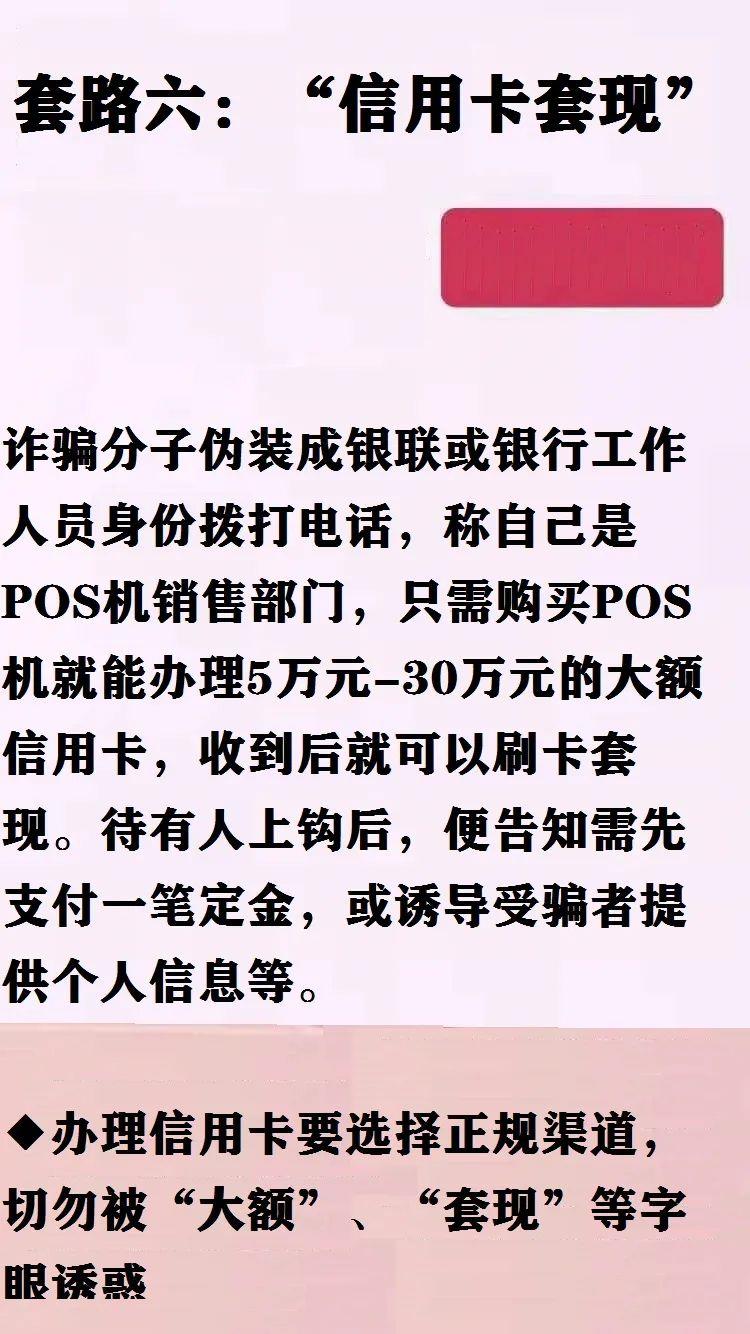 套路六：“信用卡套现”
诈骗分子伪装成银联或银行工作
人员身份拨打电话，称自己是
POS机销售部门，只需购买POS
机就能办理5万元-30万元的大额
信用卡，收到后就可以刷卡套
现。待有人上钩后，便告知需先
支付一笔定金，或诱导受骗者提
供个人信息等。
◆办理信用卡要选择正规渠道，
切勿被“大额”、“套现”等字
眼诱惑